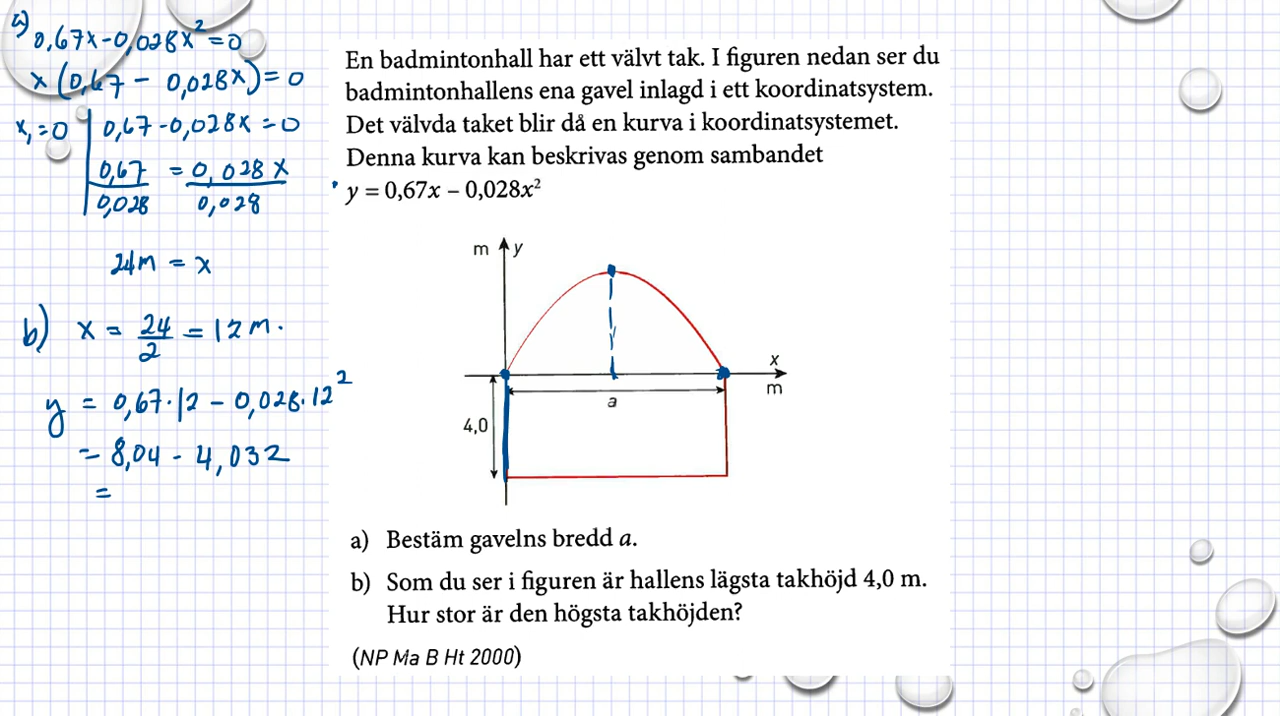 a)
0,67x-0,028x²=0
x(0,67 - 0,028x)=0
x₁=0 | 0,67-0,028x=0
0,67 = 0,028x
0,028 0,028
24m = x
b) x = 24/2 = 12m.
y = 0,67·12 - 0,028·12²
= 8,04 - 4,032
=
En badmintonhall har ett välvt tak. I figuren nedan ser du
badmintonhallens ena gavel inlagd i ett koordinatsystem.
Det välvda taket blir då en kurva i koordinatsystemet.
Denna kurva kan beskrivas genom sambandet
y = 0,67x – 0,028x²
m y
x
m
a
4,0
a) Bestäm gavelns bredd a.
b) Som du ser i figuren är hallens lägsta takhöjd 4,0 m.
Hur stor är den högsta takhöjden?
(NP Ma B Ht 2000)